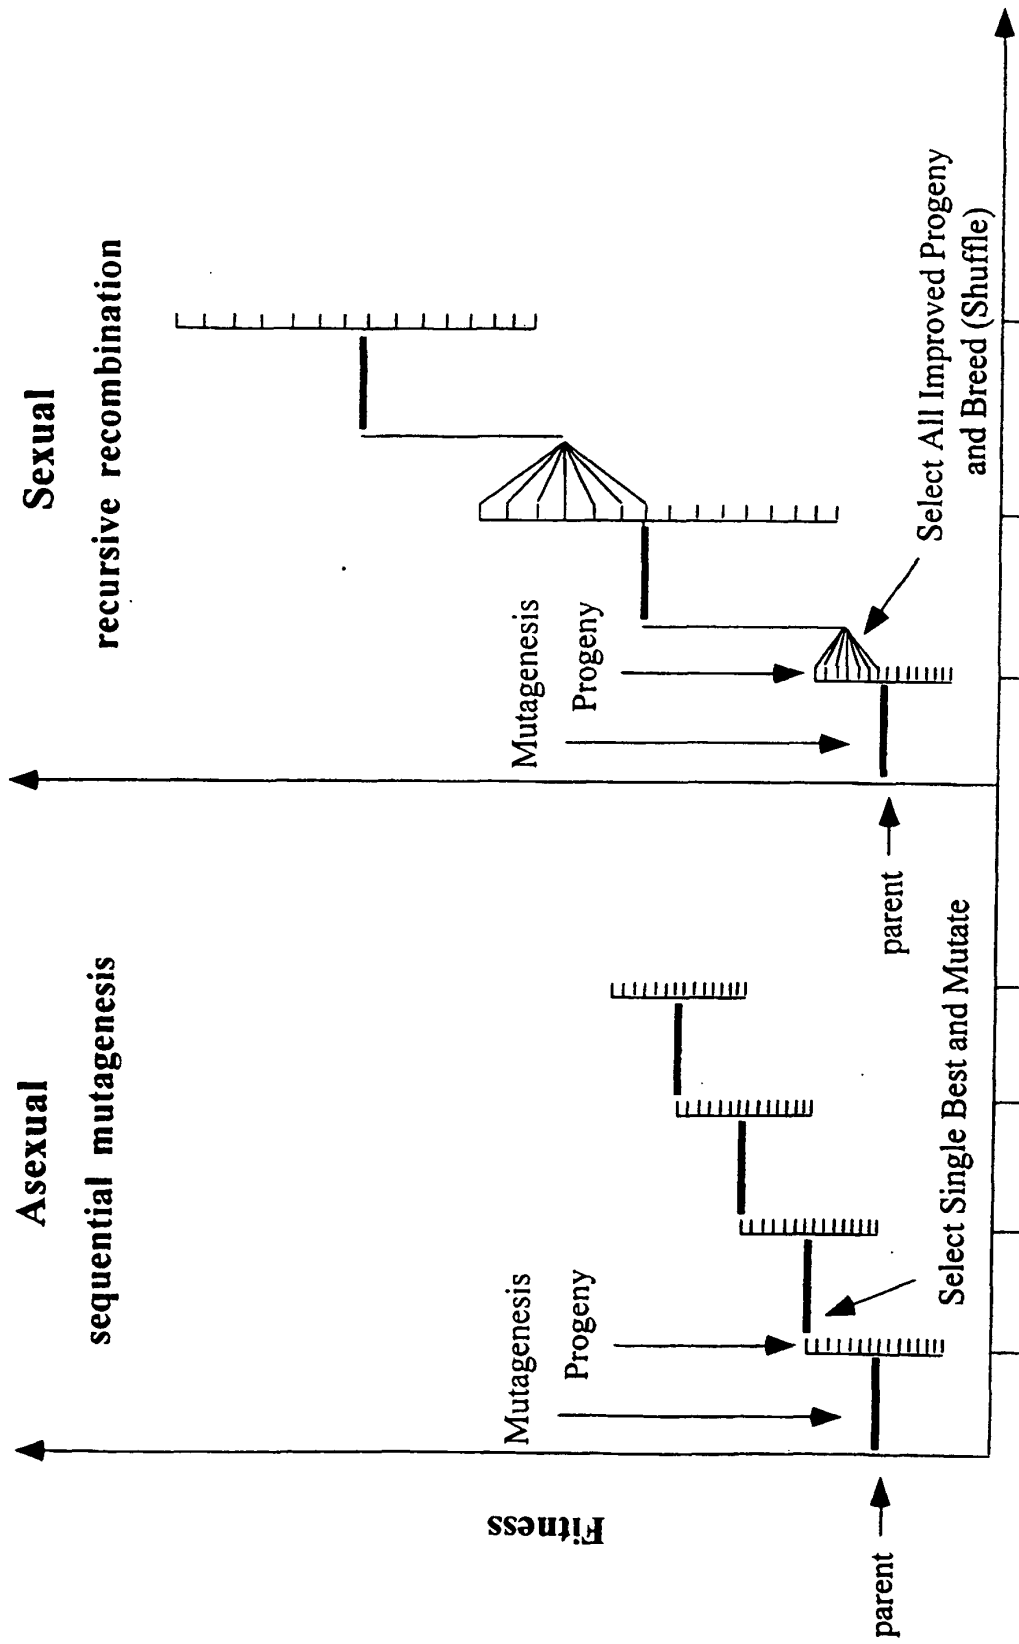 Asexual
sequential mutagenesis
Mutagenesis
Progeny
Fitness
parent
Select Single Best and Mutate
Sexual
recursive recombination
Mutagenesis
Progeny
parent
Select All Improved Progeny
and Breed (Shuffle)